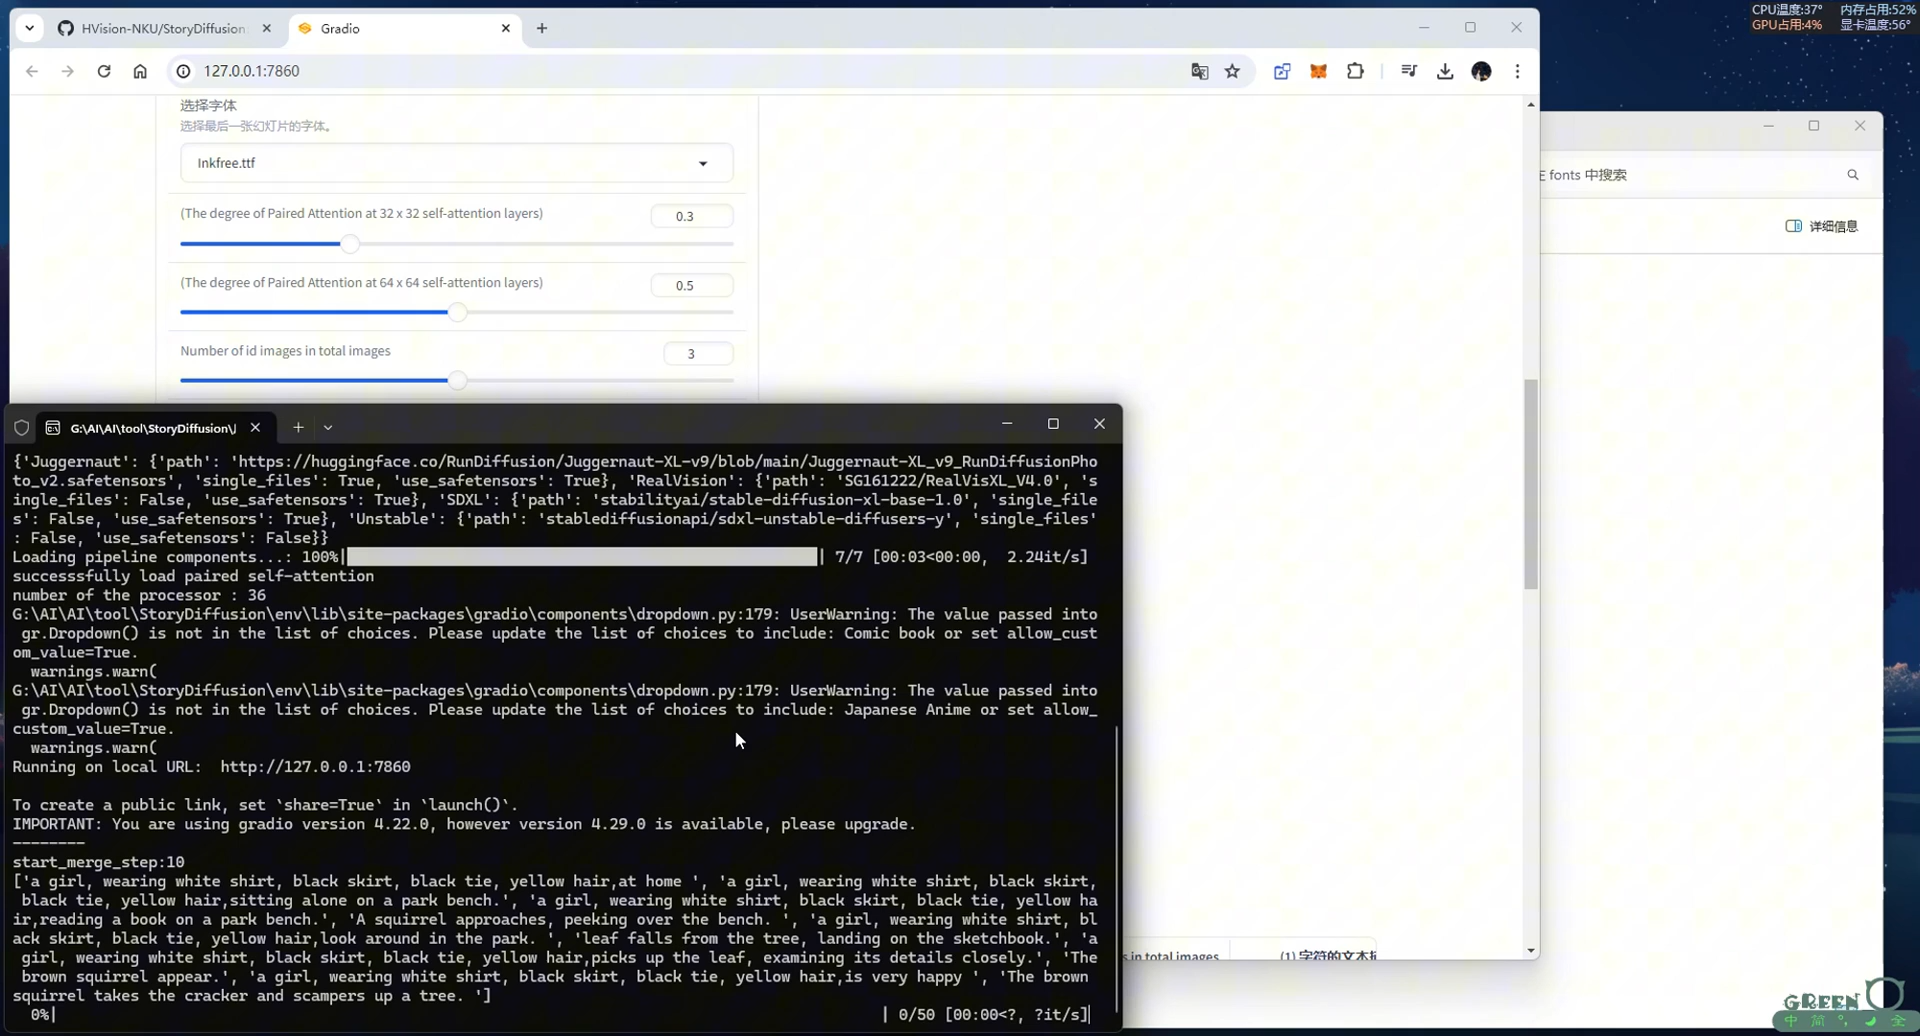 CPU温度:37° 内存占用:52%
GPU占用:4% 显卡温度:56°
HVision-NKU/StoryDiffusion
Gradio
127.0.0.1:7860
选择字体
选择最后一张幻灯片的字体。
Inkfree.ttf
(The degree of Paired Attention at 32 x 32 self-attention layers)
0.3
(The degree of Paired Attention at 64 x 64 self-attention layers)
0.5
Number of id images in total images
3
fonts 中搜索
详细信息
G:\AI\AI\tool\StoryDiffusion\
{'Juggernaut': {'path': 'https://huggingface.co/RunDiffusion/Juggernaut-XL-v9/blob/main/Juggernaut-XL_v9_RunDiffusionPho
to_v2.safetensors', 'single_files': True, 'use_safetensors': True}, 'RealVision': {'path': 'SG161222/RealVisXL_V4.0', 's
ingle_files': False, 'use_safetensors': True}, 'SDXL': {'path': 'stabilityai/stable-diffusion-xl-base-1.0', 'single_file
s': False, 'use_safetensors': True}, 'Unstable': {'path': 'stablediffusionapi/sdxl-unstable-diffusers-y', 'single_files'
: False, 'use_safetensors': False}}
Loading pipeline components...: 100%| | 7/7 [00:03<00:00, 2.24it/s]
successsfully load paired self-attention
number of the processor : 36
G:\AI\AI\tool\StoryDiffusion\env\lib\site-packages\gradio\components\dropdown.py:179: UserWarning: The value passed into
gr.Dropdown() is not in the list of choices. Please update the list of choices to include: Comic book or set allow_cust
om_value=True.
warnings.warn(
G:\AI\AI\tool\StoryDiffusion\env\lib\site-packages\gradio\components\dropdown.py:179: UserWarning: The value passed into
gr.Dropdown() is not in the list of choices. Please update the list of choices to include: Japanese Anime or set allow_
custom_value=True.
warnings.warn(
Running on local URL: http://127.0.0.1:7860
To create a public link, set `share=True` in `launch()`.
IMPORTANT: You are using gradio version 4.22.0, however version 4.29.0 is available, please upgrade.
--------
start_merge_step:10
['a girl, wearing white shirt, black skirt, black tie, yellow hair,at home ', 'a girl, wearing white shirt, black skirt,
black tie, yellow hair,sitting alone on a park bench.', 'a girl, wearing white shirt, black skirt, black tie, yellow ha
ir,reading a book on a park bench.', 'A squirrel approaches, peeking over the bench. ', 'a girl, wearing white shirt, bl
ack skirt, black tie, yellow hair,look around in the park. ', 'leaf falls from the tree, landing on the sketchbook.', 'a
girl, wearing white shirt, black skirt, black tie, yellow hair,picks up the leaf, examining its details closely.', 'The
brown squirrel appear.', 'a girl, wearing white shirt, black skirt, black tie, yellow hair,is very happy ', 'The brown
squirrel takes the cracker and scampers up a tree. ']
0%| | 0/50 [00:00<?, ?it/s]
in total images
(1) 字符的文本
GREEN
中 简 全